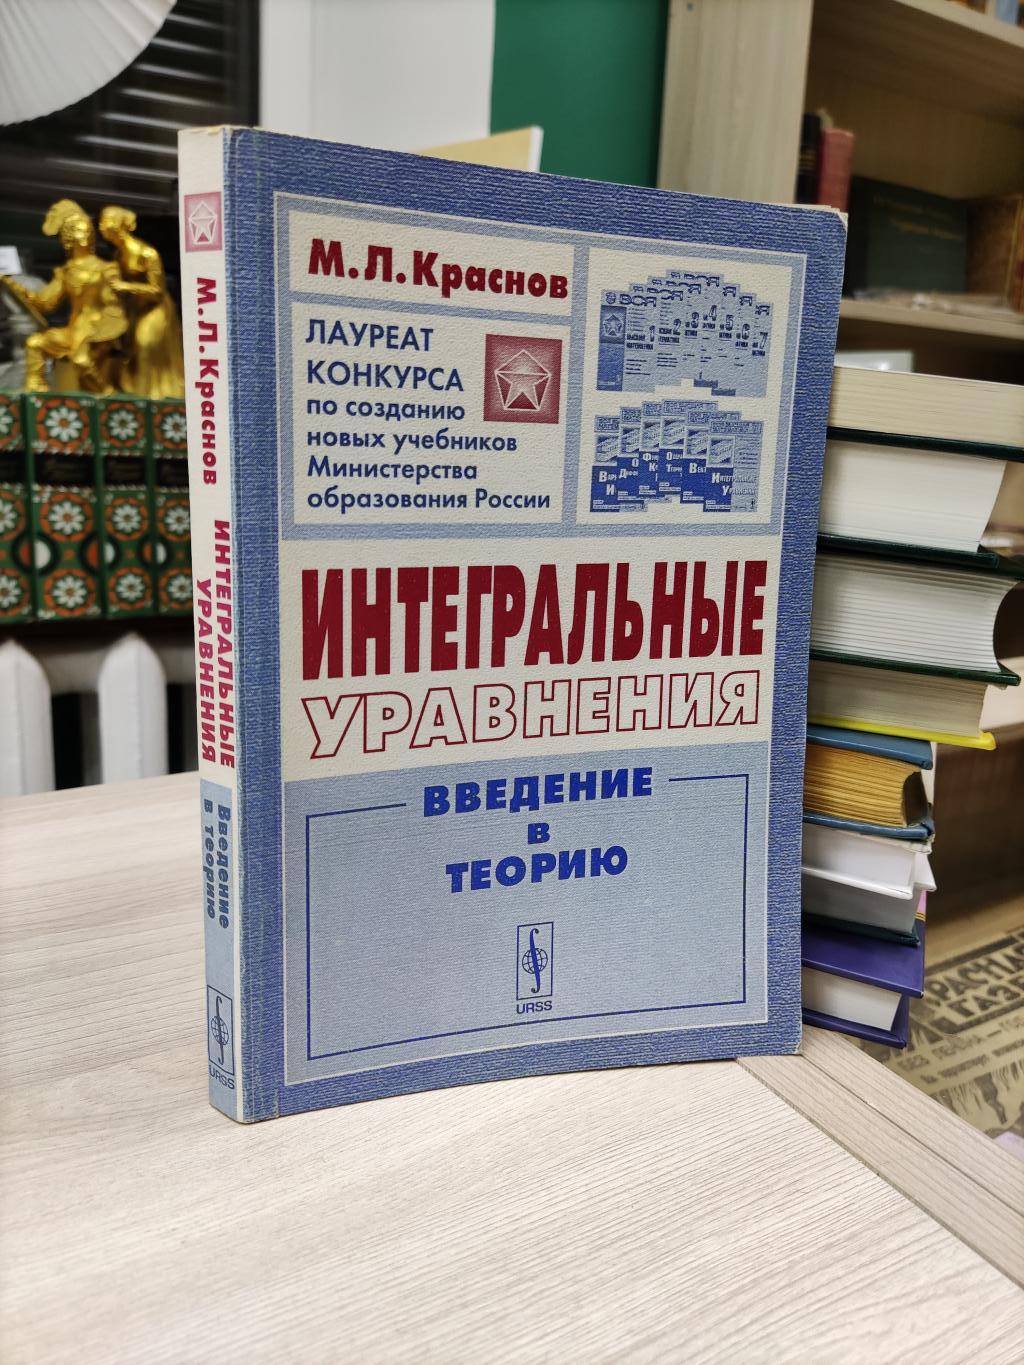 М.Л.Краснов
ЛАУРЕАТ
КОНКУРСА
по созданию
новых учебников
Министерства
образования России
ИНТЕГРАЛЬНЫЕ
УРАВНЕНИЯ
ВВЕДЕНИЕ
В
ТЕОРИЮ
URSS
М.Л.Краснов
ИНТЕГРАЛЬНЫЕ
УРАВНЕНИЯ
Введение
в теорию
URSS